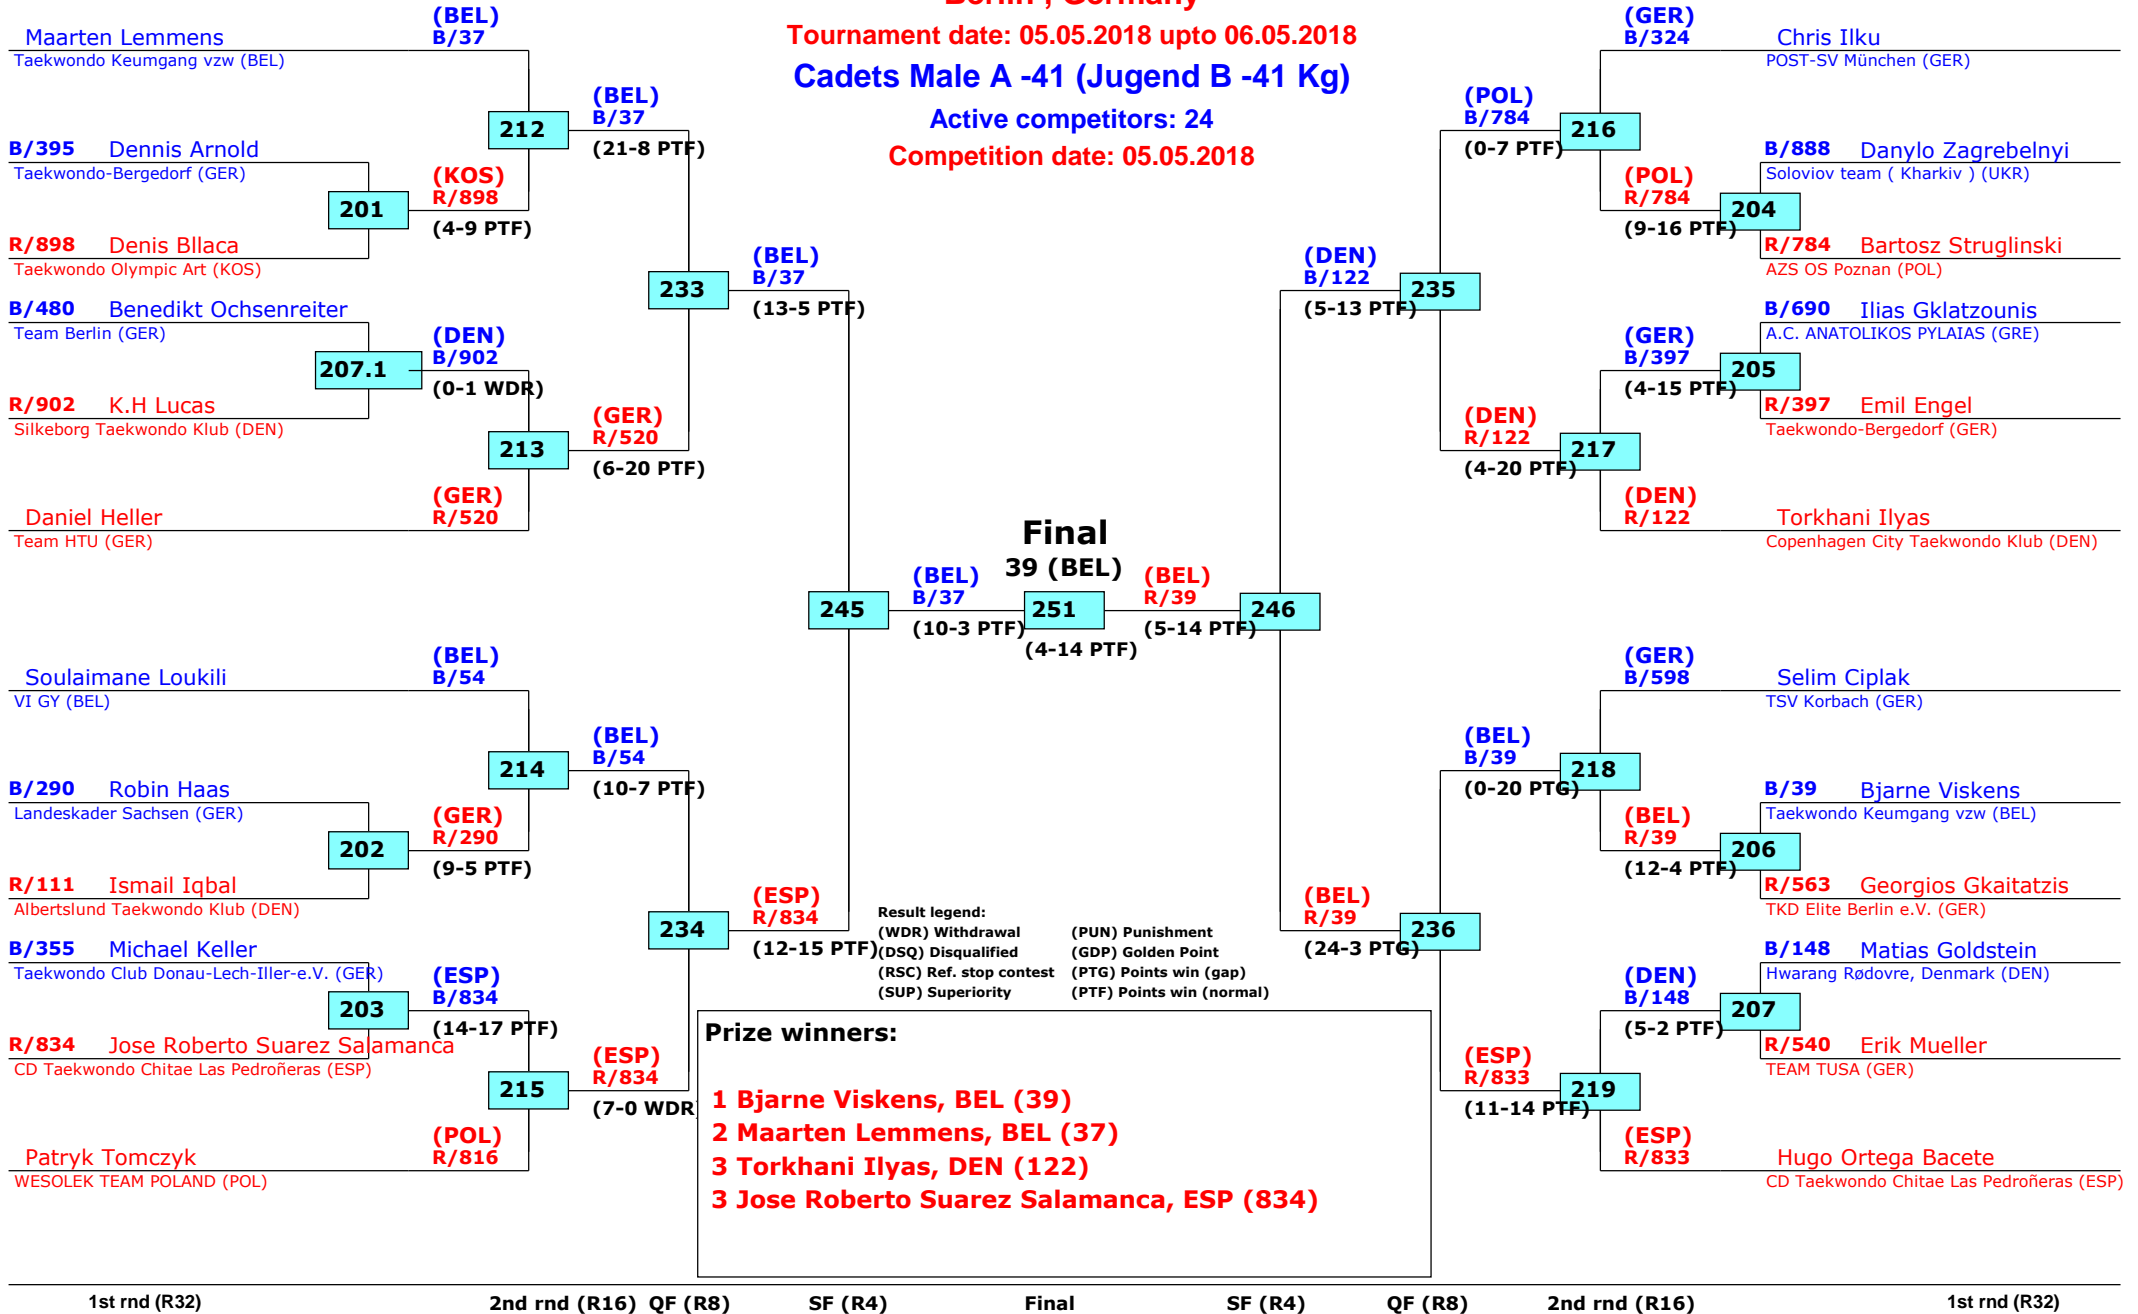 Berlin , Germany
Tournament date: 05.05.2018 upto 06.05.2018
Cadets Male A -41 (Jugend B -41 Kg)
Active competitors: 24
Competition date: 05.05.2018
Maarten Lemmens
Taekwondo Keumgang vzw (BEL)
(BEL)
B/37
B/395 Dennis Arnold
Taekwondo-Bergedorf (GER)
201
R/898 Denis Bllaca
Taekwondo Olympic Art (KOS)
(KOS)
R/898
(4-9 PTF)
212
(BEL)
B/37
(21-8 PTF)
B/480 Benedikt Ochsenreiter
Team Berlin (GER)
207.1
R/902 K.H Lucas
Silkeborg Taekwondo Klub (DEN)
(DEN)
B/902
(0-1 WDR)
213
(GER)
R/520
(6-20 PTF)
Daniel Heller
Team HTU (GER)
(GER)
R/520
233
(BEL)
B/37
(13-5 PTF)
Soulaimane Loukili
VI GY (BEL)
(BEL)
B/54
B/290 Robin Haas
Landeskader Sachsen (GER)
202
R/111 Ismail Iqbal
Albertslund Taekwondo Klub (DEN)
(GER)
R/290
(9-5 PTF)
214
(BEL)
B/54
(10-7 PTF)
B/355 Michael Keller
Taekwondo Club Donau-Lech-Iller-e.V. (GER)
203
R/834 Jose Roberto Suarez Salamanca
CD Taekwondo Chitae Las Pedroñeras (ESP)
(ESP)
B/834
(14-17 PTF)
215
(ESP)
R/834
(7-0 WDR
Patryk Tomczyk
WESOLEK TEAM POLAND (POL)
(POL)
R/816
234
(ESP)
R/834
(12-15 PTF)
245
(BEL)
B/37
(10-3 PTF)
Final
39 (BEL)
251
(4-14 PTF)
(BEL)
R/39
(5-14 PTF)
246
(DEN)
B/122
(5-13 PTF)
235
(POL)
B/784
(0-7 PTF)
216
(GER)
B/324
Chris Ilku
POST-SV München (GER)
(POL)
R/784
(9-16 PTF)
B/888 Danylo Zagrebelnyi
Soloviov team ( Kharkiv ) (UKR)
204
R/784 Bartosz Struglinski
AZS OS Poznan (POL)
B/690 Ilias Gklatzounis
A.C. ANATOLIKOS PYLAIAS (GRE)
205
R/397 Emil Engel
Taekwondo-Bergedorf (GER)
(GER)
B/397
(4-15 PTF)
(DEN)
R/122
(4-20 PTF)
217
(DEN)
R/122
Torkhani Ilyas
Copenhagen City Taekwondo Klub (DEN)
(GER)
B/598
Selim Ciplak
TSV Korbach (GER)
(BEL)
B/39
(0-20 PTG)
218
(BEL)
R/39
(12-4 PTF)
B/39 Bjarne Viskens
Taekwondo Keumgang vzw (BEL)
206
R/563 Georgios Gkaitatzis
TKD Elite Berlin e.V. (GER)
(BEL)
R/39
(24-3 PTG)
236
B/148 Matias Goldstein
Hwarang Rødovre, Denmark (DEN)
207
R/540 Erik Mueller
TEAM TUSA (GER)
(DEN)
B/148
(5-2 PTF)
(ESP)
R/833
(11-14 PTF)
219
(ESP)
R/833
Hugo Ortega Bacete
CD Taekwondo Chitae Las Pedroñeras (ESP)
Result legend:
(WDR) Withdrawal (PUN) Punishment
(DSQ) Disqualified (GDP) Golden Point
(RSC) Ref. stop contest (PTG) Points win (gap)
(SUP) Superiority (PTF) Points win (normal)
Prize winners:
1 Bjarne Viskens, BEL (39)
2 Maarten Lemmens, BEL (37)
3 Torkhani Ilyas, DEN (122)
3 Jose Roberto Suarez Salamanca, ESP (834)
1st rnd (R32) 2nd rnd (R16) QF (R8) SF (R4) Final SF (R4) QF (R8) 2nd rnd (R16) 1st rnd (R32)